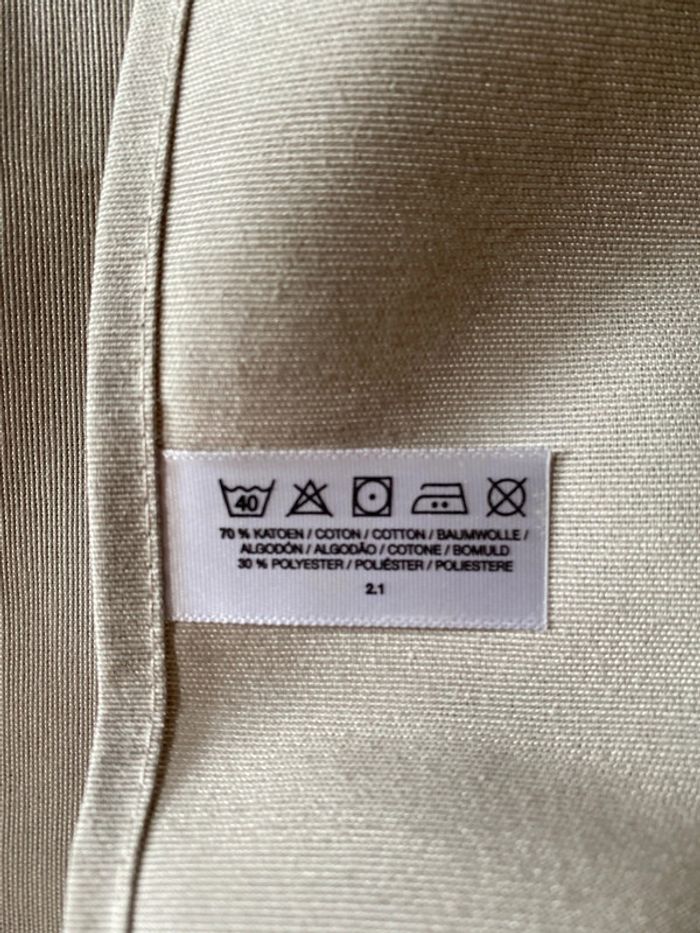 40
70 % KATOEN / COTON / COTTON / BAUMWOLLE /
ALGODÓN / ALGODÃO / COTONE / BOMULD
30 % POLYESTER / POLIÉSTER / POLIESTERE
2.1